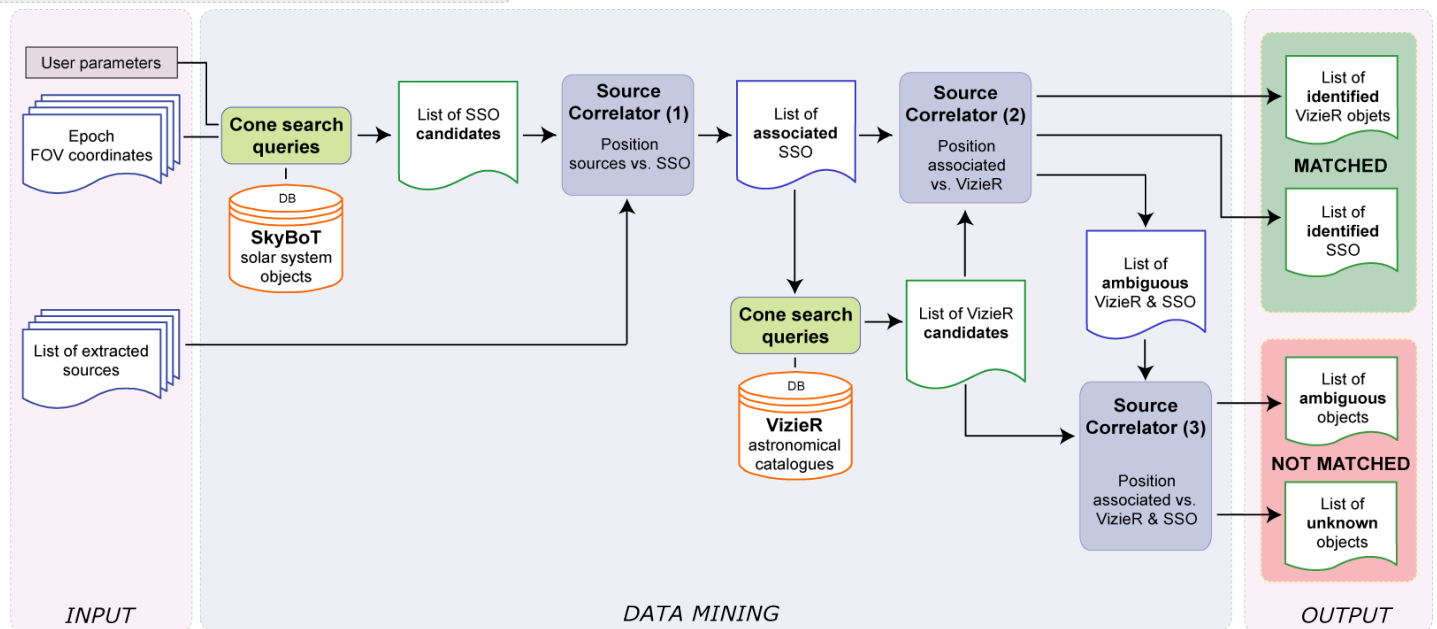 User parameters
Epoch
FOV coordinates
List of extracted
sources
INPUT
Cone search
queries
DB
SkyBoT
solar system
objects
List of SSO
candidates
Source
Correlator (1)
Position
sources vs. SSO
List of
associated
SSO
Cone search
queries
DB
VizieR
astronomical
catalogues
List of VizieR
candidates
Source
Correlator (2)
Position
associated
vs. VizieR
List of
ambiguous
VizieR & SSO
Source
Correlator (3)
Position
associated vs.
VizieR & SSO
DATA MINING
List of
identified
VizieR objets
MATCHED
List of
identified
SSO
List of
ambiguous
objects
NOT MATCHED
List of
unknown
objects
OUTPUT